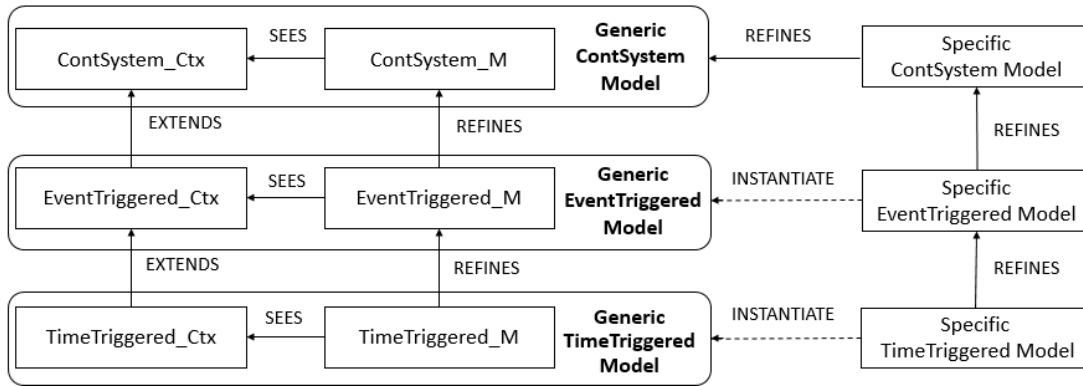 ContSystem_Ctx
SEES
ContSystem_M
Generic
ContSystem
Model
REFINES
Specific
ContSystem Model
EXTENDS
REFINES
REFINES
EventTriggered_Ctx
SEES
EventTriggered_M
Generic
EventTriggered
Model
INSTANTIATE
Specific
EventTriggered Model
EXTENDS
REFINES
REFINES
TimeTriggered_Ctx
SEES
TimeTriggered_M
Generic
TimeTriggered
Model
INSTANTIATE
Specific
TimeTriggered Model